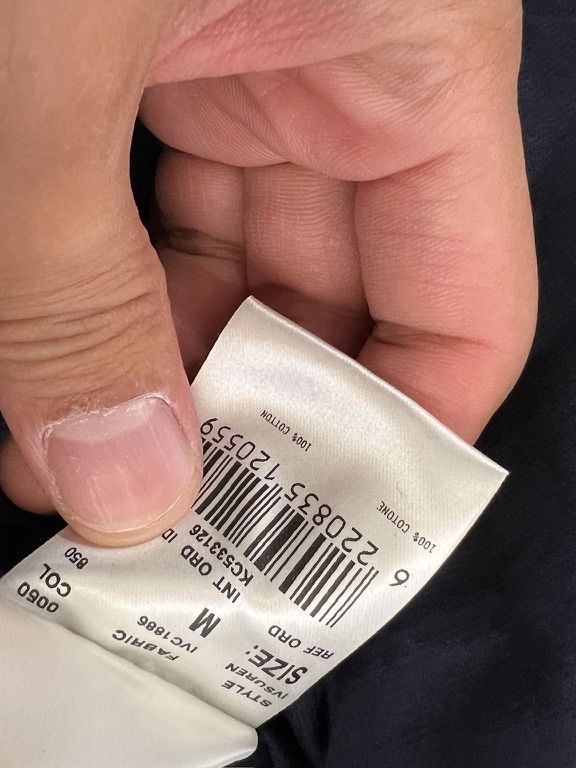 STYLE FABRIC 0050
IVSUREN IVC1886 COL
SIZE: M 850
REF ORD INT ORD ID
KC533126
6 220835 120559
100% COTONE 100% COTTON